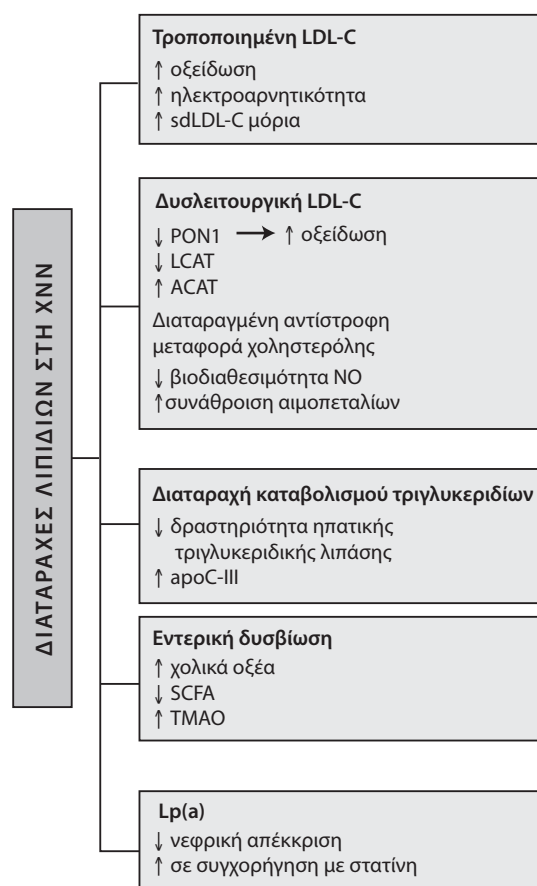 ΔΙΑΤΑΡΑΧΕΣ ΛΙΠΙΔΙΩΝ ΣΤΗ ΧΝΝ
Τροποποιημένη LDL-C
↑ οξείδωση
↑ ηλεκτροαρνητικότητα
↑ sdLDL-C μόρια
Δυσλειτουργική LDL-C
↓ PON1 → ↑ οξείδωση
↓ LCAT
↑ ACAT
Διαταραγμένη αντίστροφη
μεταφορά χοληστερόλης
↓ βιοδιαθεσιμότητα NO
↑συνάθροιση αιμοπεταλίων
Διαταραχή καταβολισμού τριγλυκεριδίων
↓ δραστηριότητα ηπατικής
τριγλυκεριδικής λιπάσης
↑ apoC-III
Εντερική δυσβίωση
↑ χολικά οξέα
↓ SCFA
↑ TMAO
Lp(a)
↓ νεφρική απέκκριση
↑ σε συγχορήγηση με στατίνη